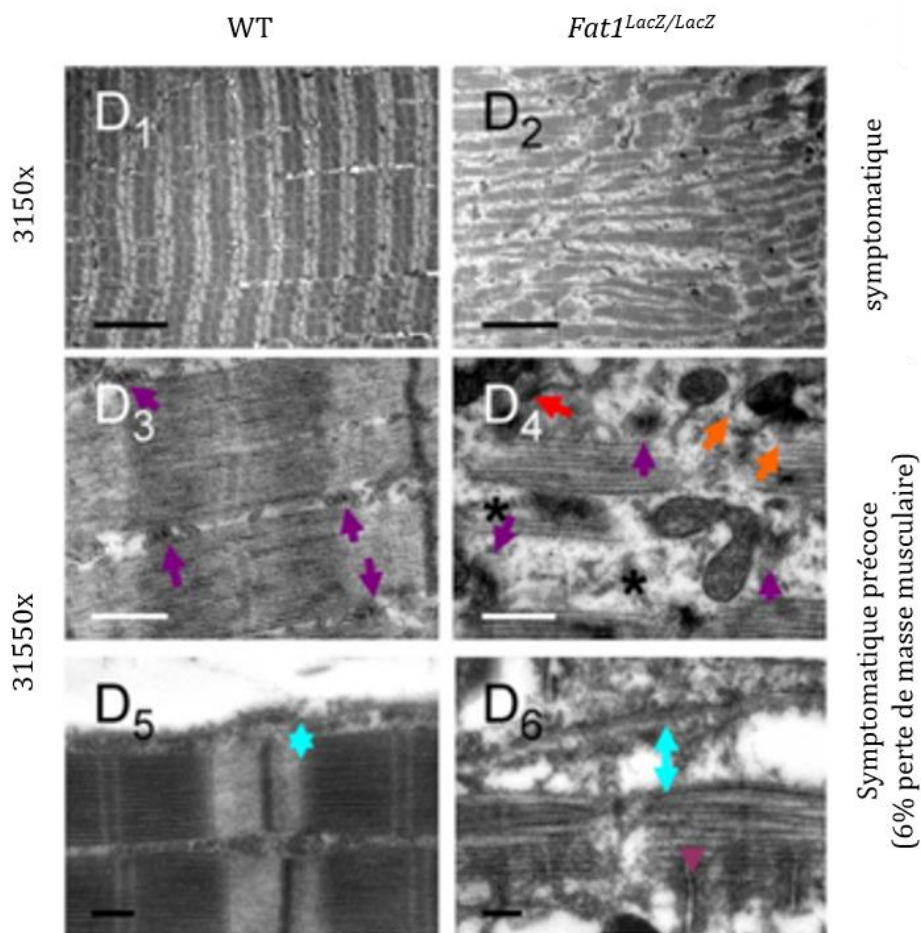 WT
Fat1LacZ/LacZ
3150x
D1
D2
symptomatique
31550x
D3
D4
D5
D6
Symptomatique précoce
(6% perte de masse musculaire)